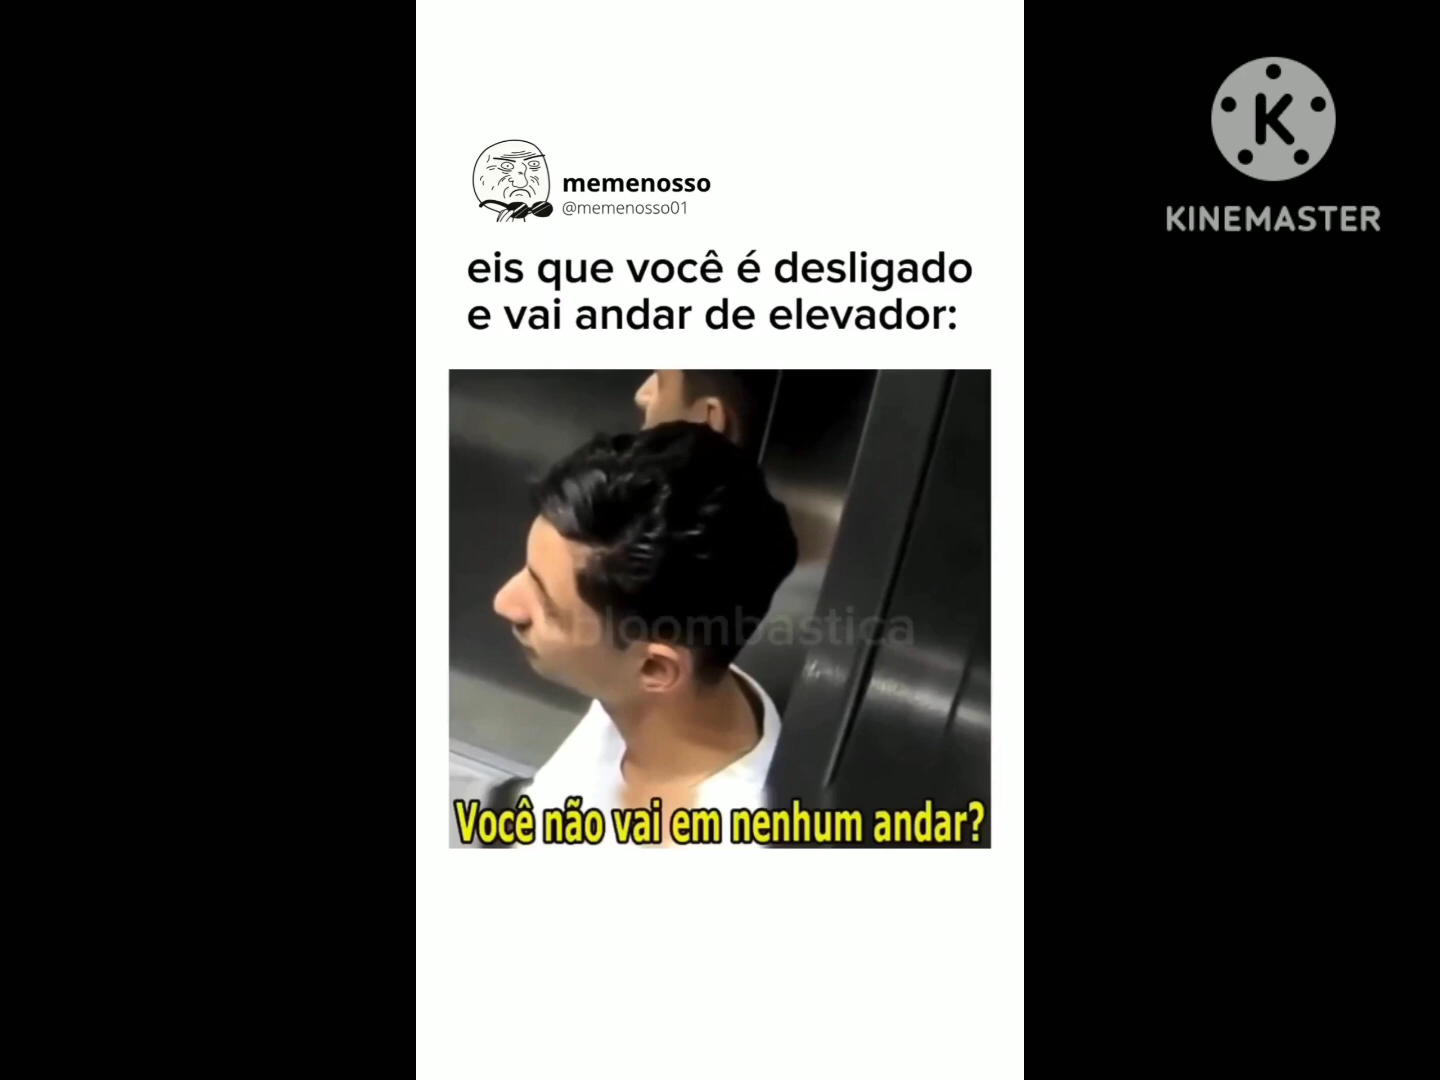 K
KINEMASTER
memenosso
@memenosso01
eis que você é desligado
e vai andar de elevador:
bloombastica
Você não vai em nenhum andar?